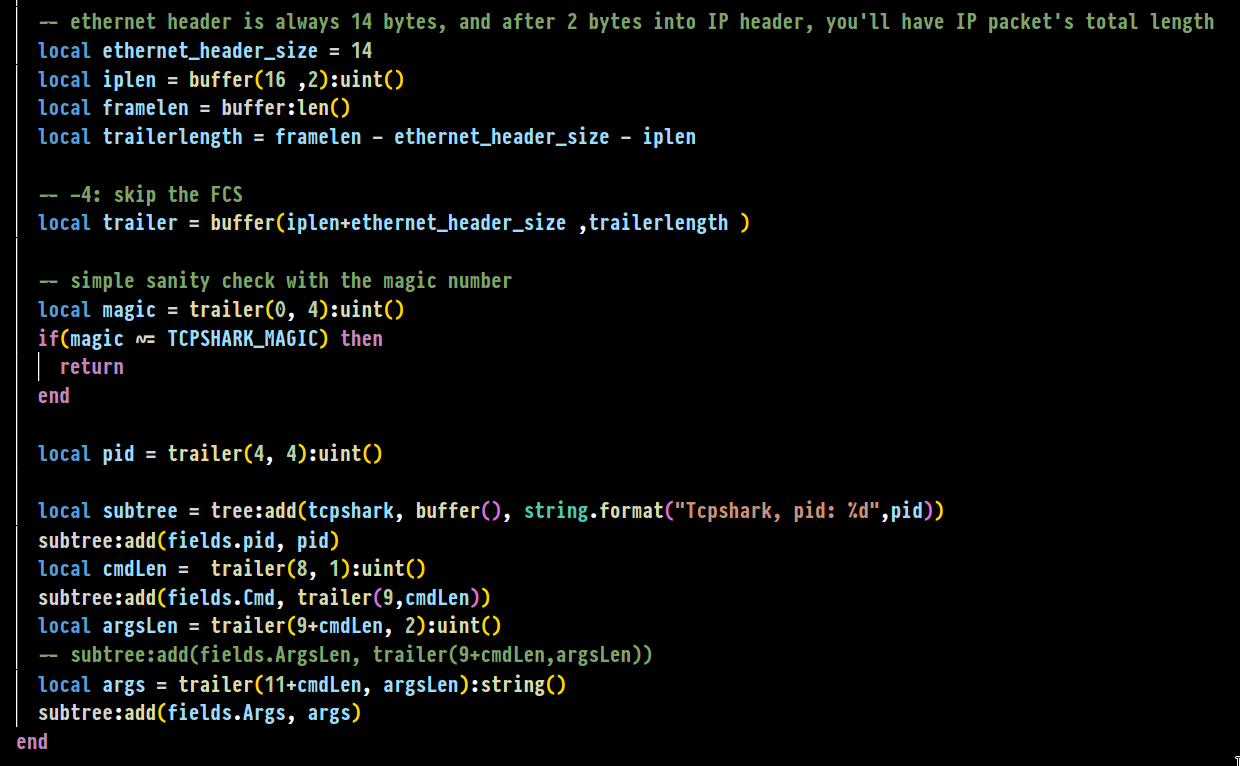 -- ethernet header is always 14 bytes, and after 2 bytes into IP header, you'll have IP packet's total length
local ethernet_header_size = 14
local iplen = buffer(16 ,2):uint()
local framelen = buffer:len()
local trailerlength = framelen - ethernet_header_size - iplen
-- -4: skip the FCS
local trailer = buffer(iplen+ethernet_header_size ,trailerlength )
-- simple sanity check with the magic number
local magic = trailer(0, 4):uint()
if(magic ~= TCPSHARK_MAGIC) then
return
end
local pid = trailer(4, 4):uint()
local subtree = tree:add(tcpshark, buffer(), string.format("Tcpshark, pid: %d",pid))
subtree:add(fields.pid, pid)
local cmdLen =  trailer(8, 1):uint()
subtree:add(fields.Cmd, trailer(9,cmdLen))
local argsLen = trailer(9+cmdLen, 2):uint()
-- subtree:add(fields.ArgsLen, trailer(9+cmdLen,argsLen))
local args = trailer(11+cmdLen, argsLen):string()
subtree:add(fields.Args, args)
end